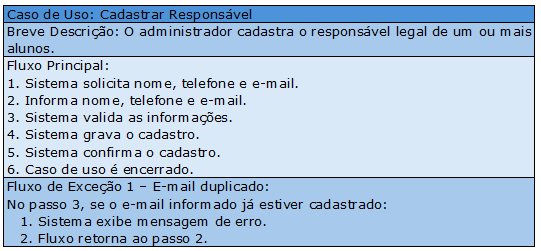 Caso de Uso: Cadastrar Responsável
Breve Descrição: O administrador cadastra o responsável legal de um ou mais
alunos.
Fluxo Principal:
1. Sistema solicita nome, telefone e e-mail.
2. Informa nome, telefone e e-mail.
3. Sistema valida as informações.
4. Sistema grava o cadastro.
5. Sistema confirma o cadastro.
6. Caso de uso é encerrado.
Fluxo de Exceção 1 – E-mail duplicado:
No passo 3, se o e-mail informado já estiver cadastrado:
1. Sistema exibe mensagem de erro.
2. Fluxo retorna ao passo 2.